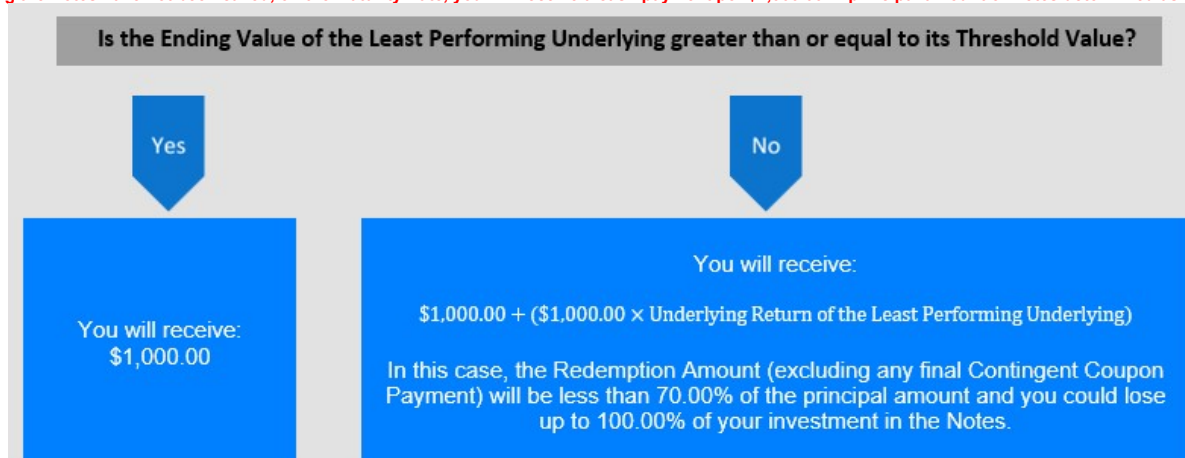 Is the Ending Value of the Least Performing Underlying greater than or equal to its Threshold Value?
Yes
No
You will receive:
$1,000.00
You will receive:
$1,000.00 + ($1,000.00 × Underlying Return of the Least Performing Underlying)
In this case, the Redemption Amount (excluding any final Contingent Coupon
Payment) will be less than 70.00% of the principal amount and you could lose
up to 100.00% of your investment in the Notes.